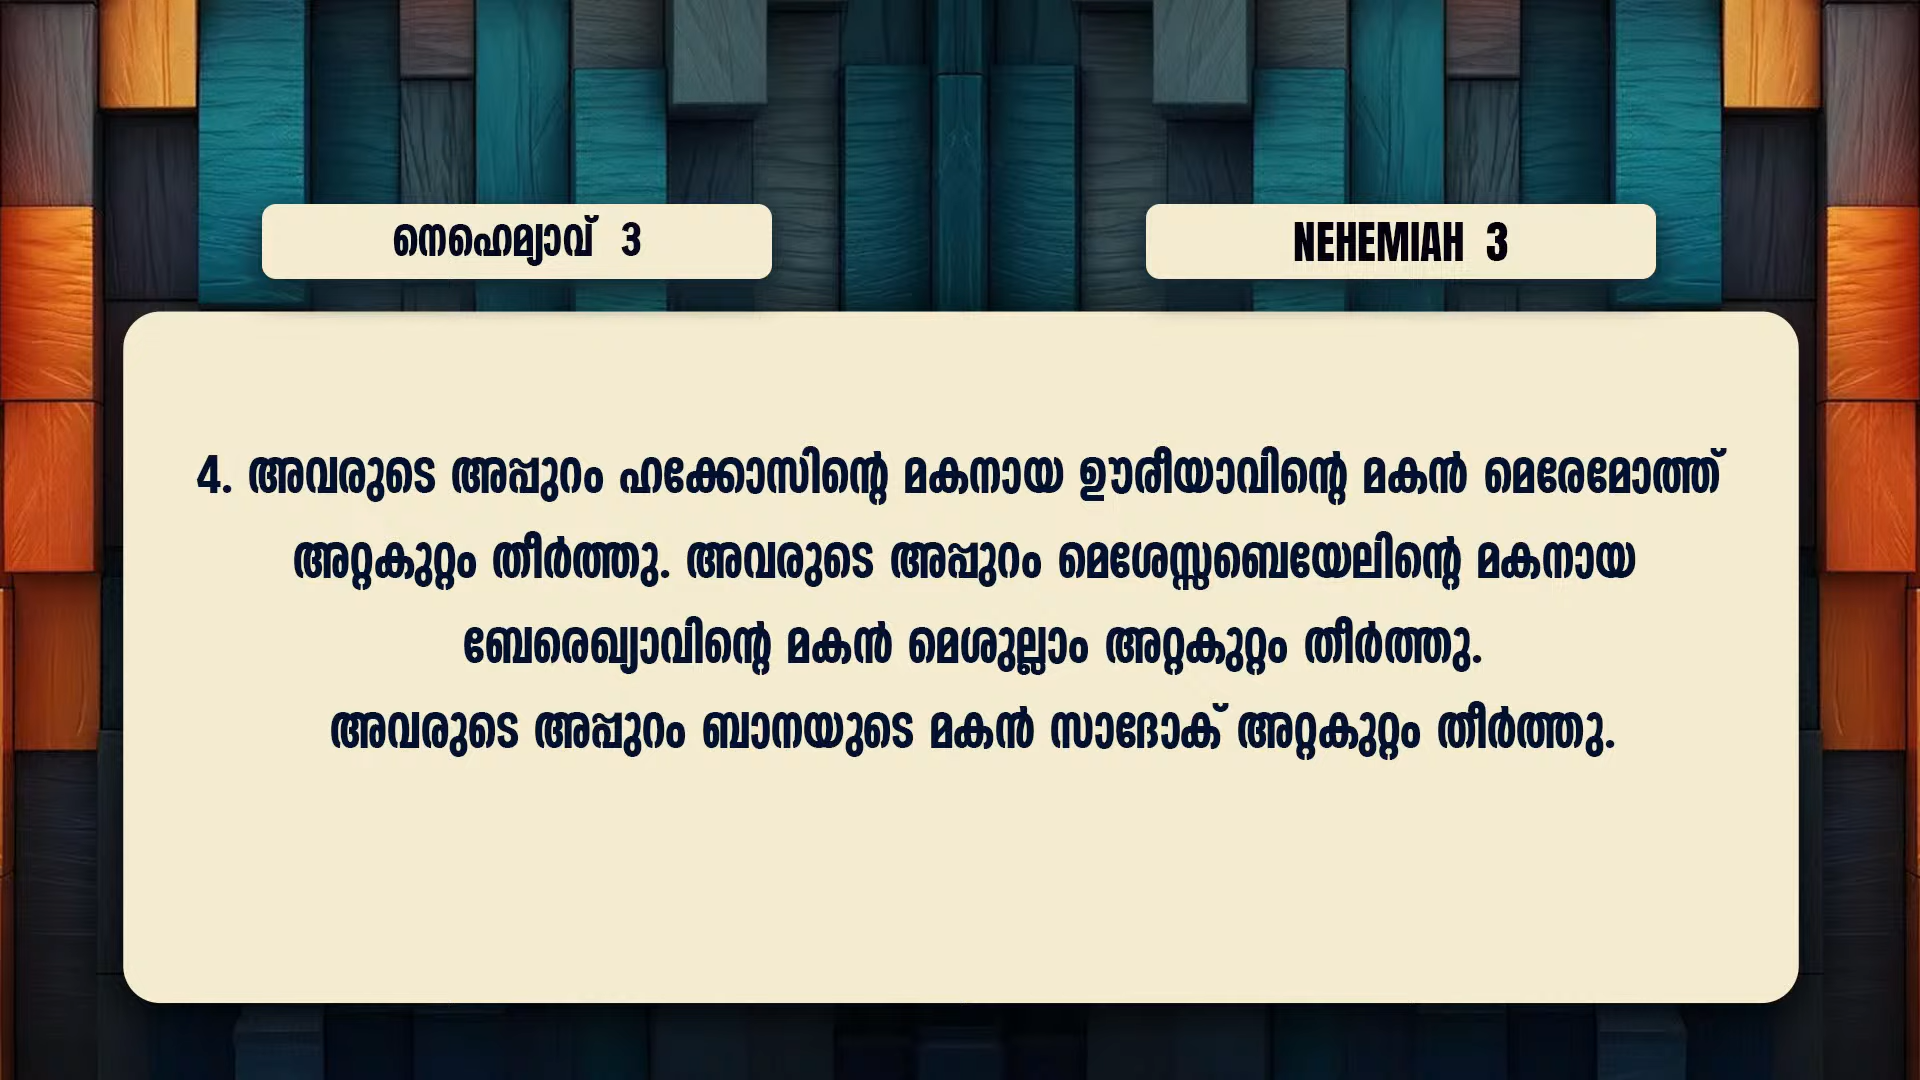 നെഹെമ്യാവ് 3
NEHEMIAH 3
4. അവരുടെ അപ്പുറം ഹക്കോസിന്റെ മകനായ ഊരീയാവിന്റെ മകൻ മെരേമോത്ത്
അറ്റകുറ്റം തീർത്തു. അവരുടെ അപ്പുറം മെശേസ്സബെയേലിന്റെ മകനായ
ബേരെഖ്യാവിന്റെ മകൻ മെശുല്ലാം അറ്റകുറ്റം തീർത്തു.
അവരുടെ അപ്പുറം ബാനയുടെ മകൻ സാദോക് അറ്റകുറ്റം തീർത്തു.